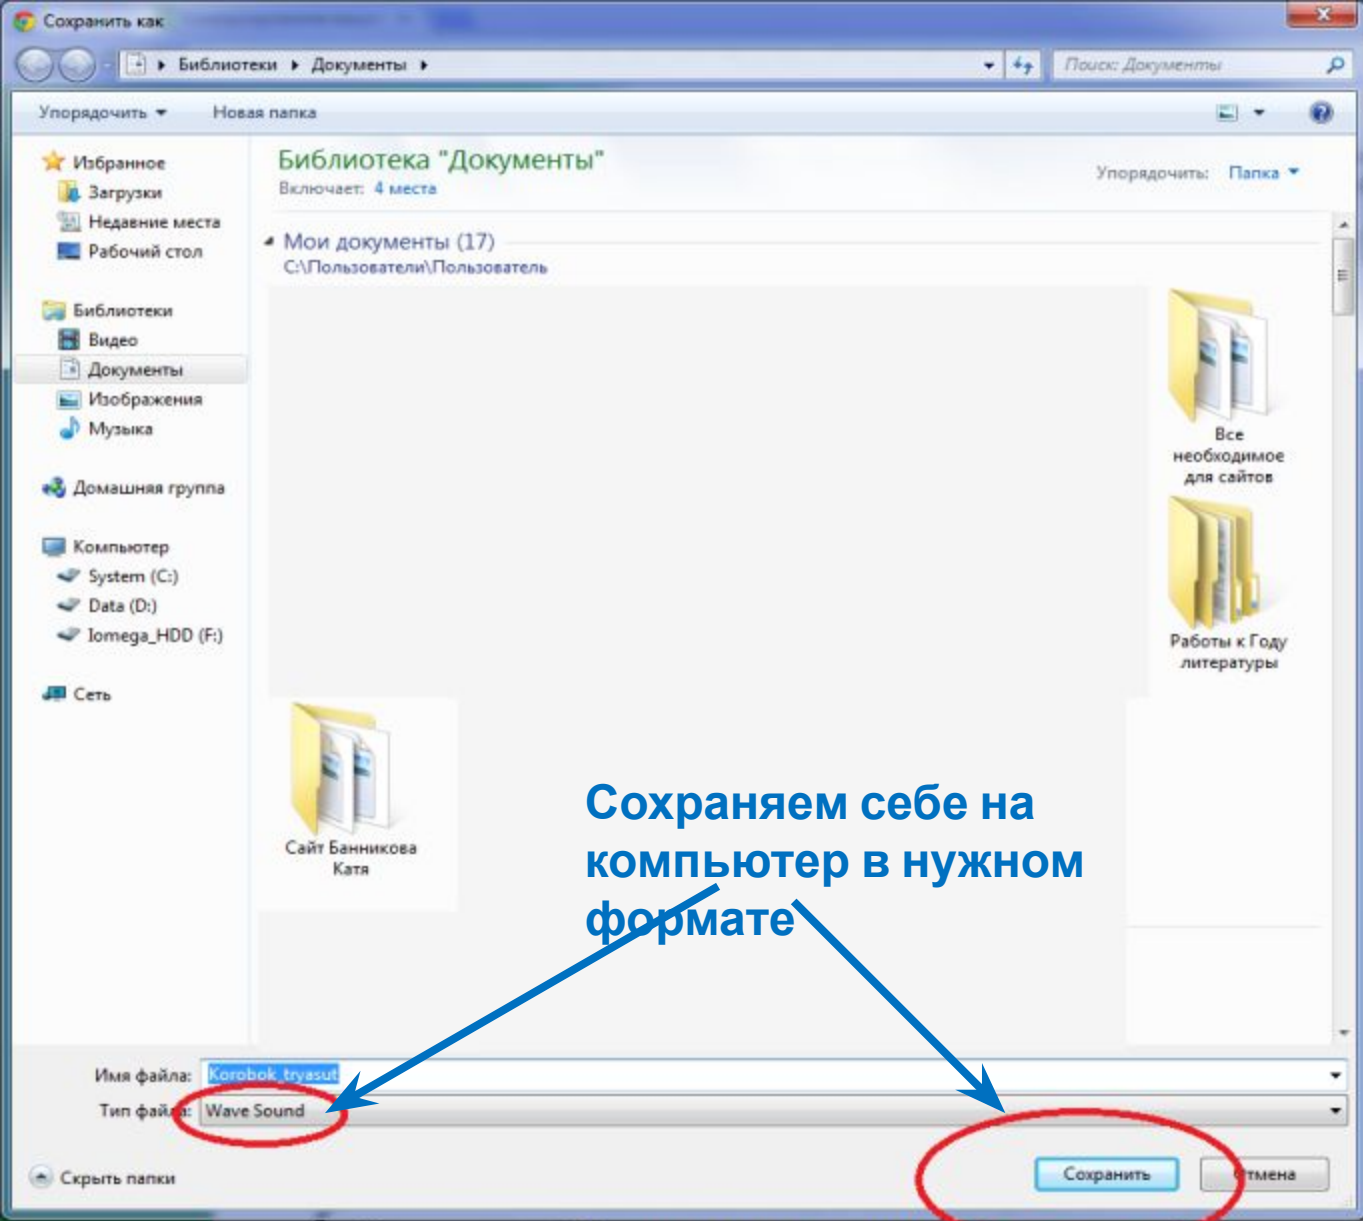 Сохранить как
Библиотеки
Документы
Поиск: Документы
Упорядочить
Новая папка
Избранное
Загрузки
Недавние места
Рабочий стол
Библиотеки
Видео
Документы
Изображения
Музыка
Домашняя группа
Компьютер
System (C:)
Data (D:)
Iomega_HDD (F:)
Сеть
Библиотека "Документы"
Включает: 4 места
Упорядочить: Папка
Мои документы (17)
C:\Пользователи\Пользователь
Все
необходимое
для сайтов
Работы к Году
литературы
Сайт Банникова
Катя
Сохраняем себе на
компьютер в нужном
формате
Имя файла: Korobok_tryasut
Тип файла: Wave Sound
Скрыть папки
Сохранить
Отмена